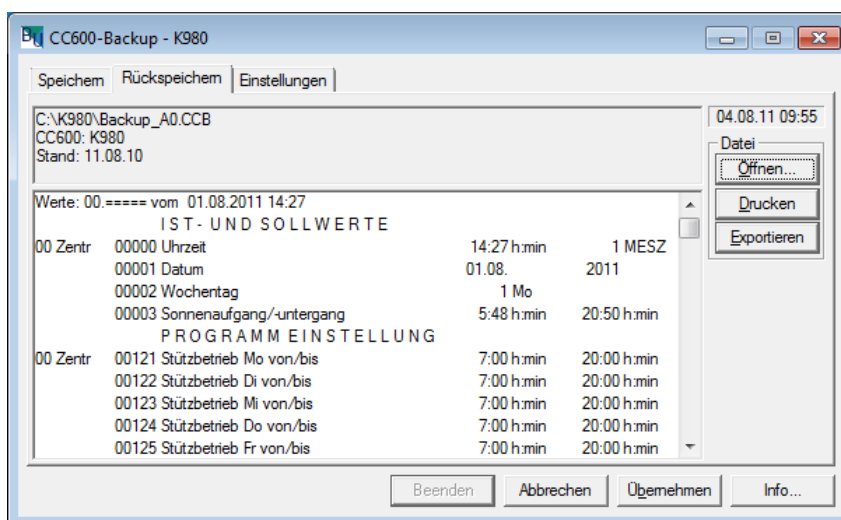 CC600-Backup - K980
Speichern Rückspeichern Einstellungen
C:\K980\Backup_A0.CCB
CC600: K980
Stand: 11.08.10
04.08.11 09:55
Datei
Öffnen...
Drucken
Exportieren
Werte: 00.===== vom 01.08.2011 14:27
I S T - U N D S O L L W E R T E
00 Zentr 00000 Uhrzeit 14:27 h:min 1 MESZ
00001 Datum 01.08. 2011
00002 Wochentag 1 Mo
00003 Sonnenaufgang/-untergang 5:48 h:min 20:50 h:min
P R O G R A M M E I N S T E L L U N G
00 Zentr 00121 Stützbetrieb Mo von/bis 7:00 h:min 20:00 h:min
00122 Stützbetrieb Di von/bis 7:00 h:min 20:00 h:min
00123 Stützbetrieb Mi von/bis 7:00 h:min 20:00 h:min
00124 Stützbetrieb Do von/bis 7:00 h:min 20:00 h:min
00125 Stützbetrieb Fr von/bis 7:00 h:min 20:00 h:min
Beenden Abbrechen Übernehmen Info...